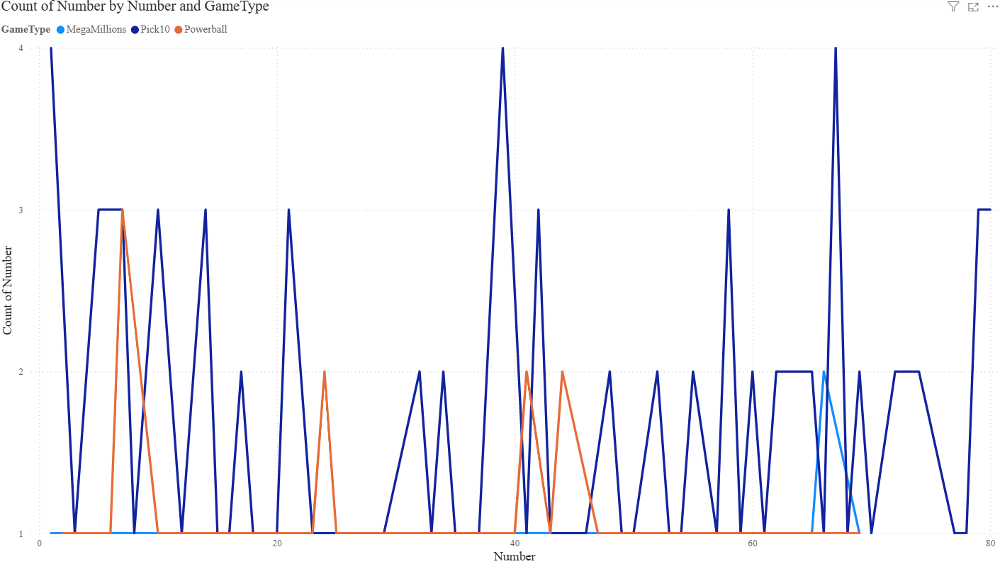 Count of Number by Number and GameType
GameType MegaMillions Pick10 Powerball
4
3
2
1
Count of Number
0 20 40 60 80
Number